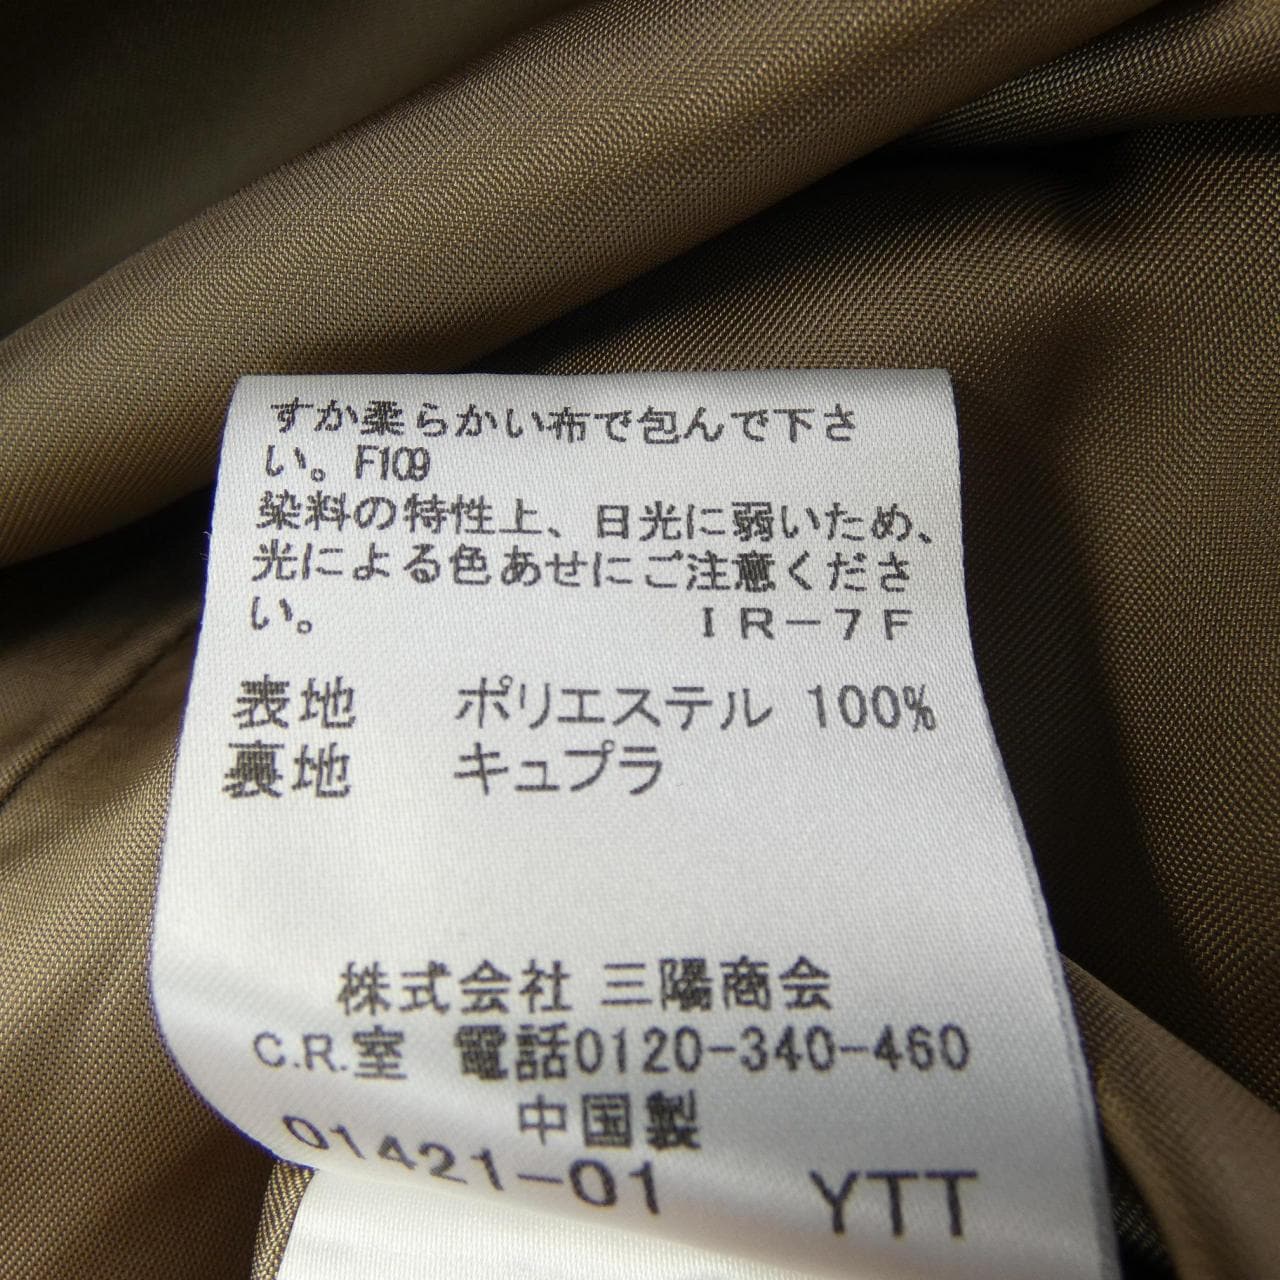 すか柔らかい布で包んで下さ
い。F109
染料の特性上、日光に弱いため、
光による色あせにご注意くださ
い。 IR-7F
表地 ポリエステル 100%
裏地 キュプラ
株式会社 三陽商会
C.R.室 電話0120-340-460
中国製
01421-01 YTT